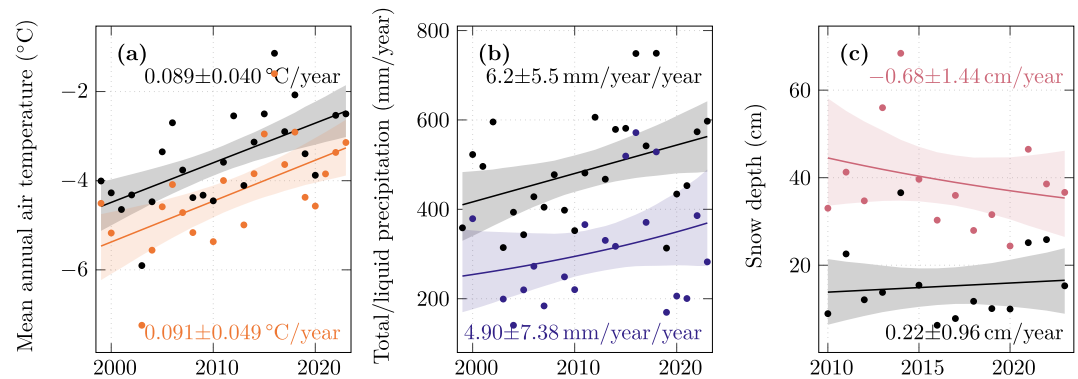 Mean annual air temperature (°C)
(a)
0.089±0.040 °C/year
0.091±0.049 °C/year
−2
−4
−6
2000
2010
2020
Total/liquid precipitation (mm/year)
(b)
6.2±5.5 mm/year/year
4.90±7.38 mm/year/year
800
600
400
200
2000
2010
2020
Snow depth (cm)
(c)
−0.68±1.44 cm/year
0.22±0.96 cm/year
60
40
20
2010
2015
2020